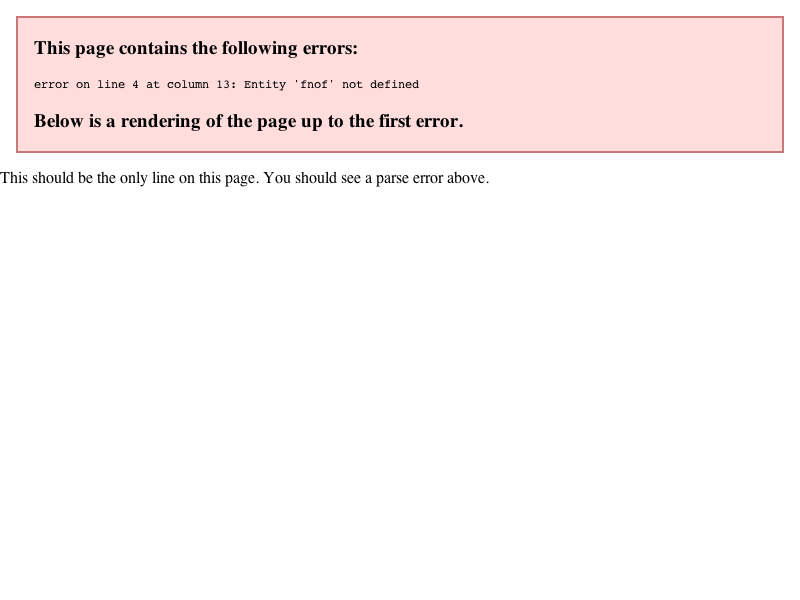 This page contains the following errors:
error on line 4 at column 13: Entity 'fnof' not defined
Below is a rendering of the page up to the first error.
This should be the only line on this page. You should see a parse error above.